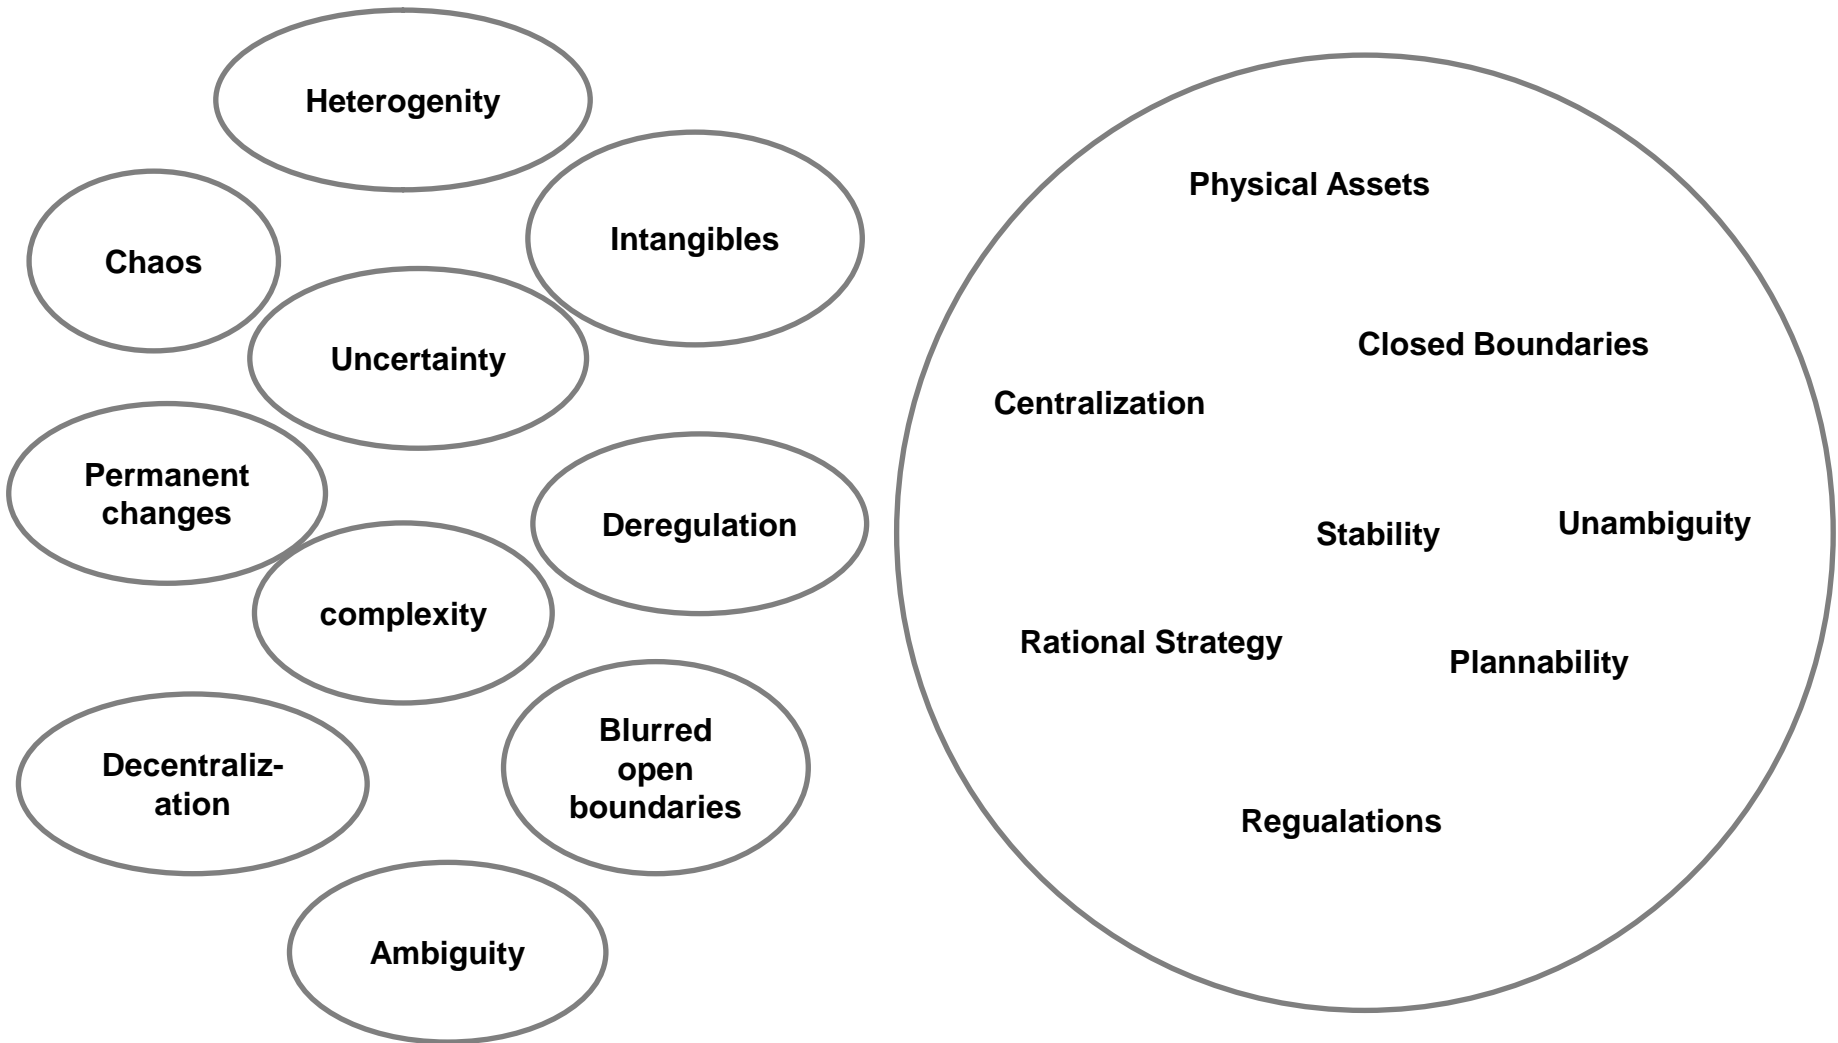 Heterogenity
Chaos
Intangibles
Uncertainty
Permanent
changes
Deregulation
complexity
Decentraliz-
ation
Blurred
open
boundaries
Ambiguity
Physical Assets
Closed Boundaries
Centralization
Stability
Unambiguity
Rational Strategy
Plannability
Regualations